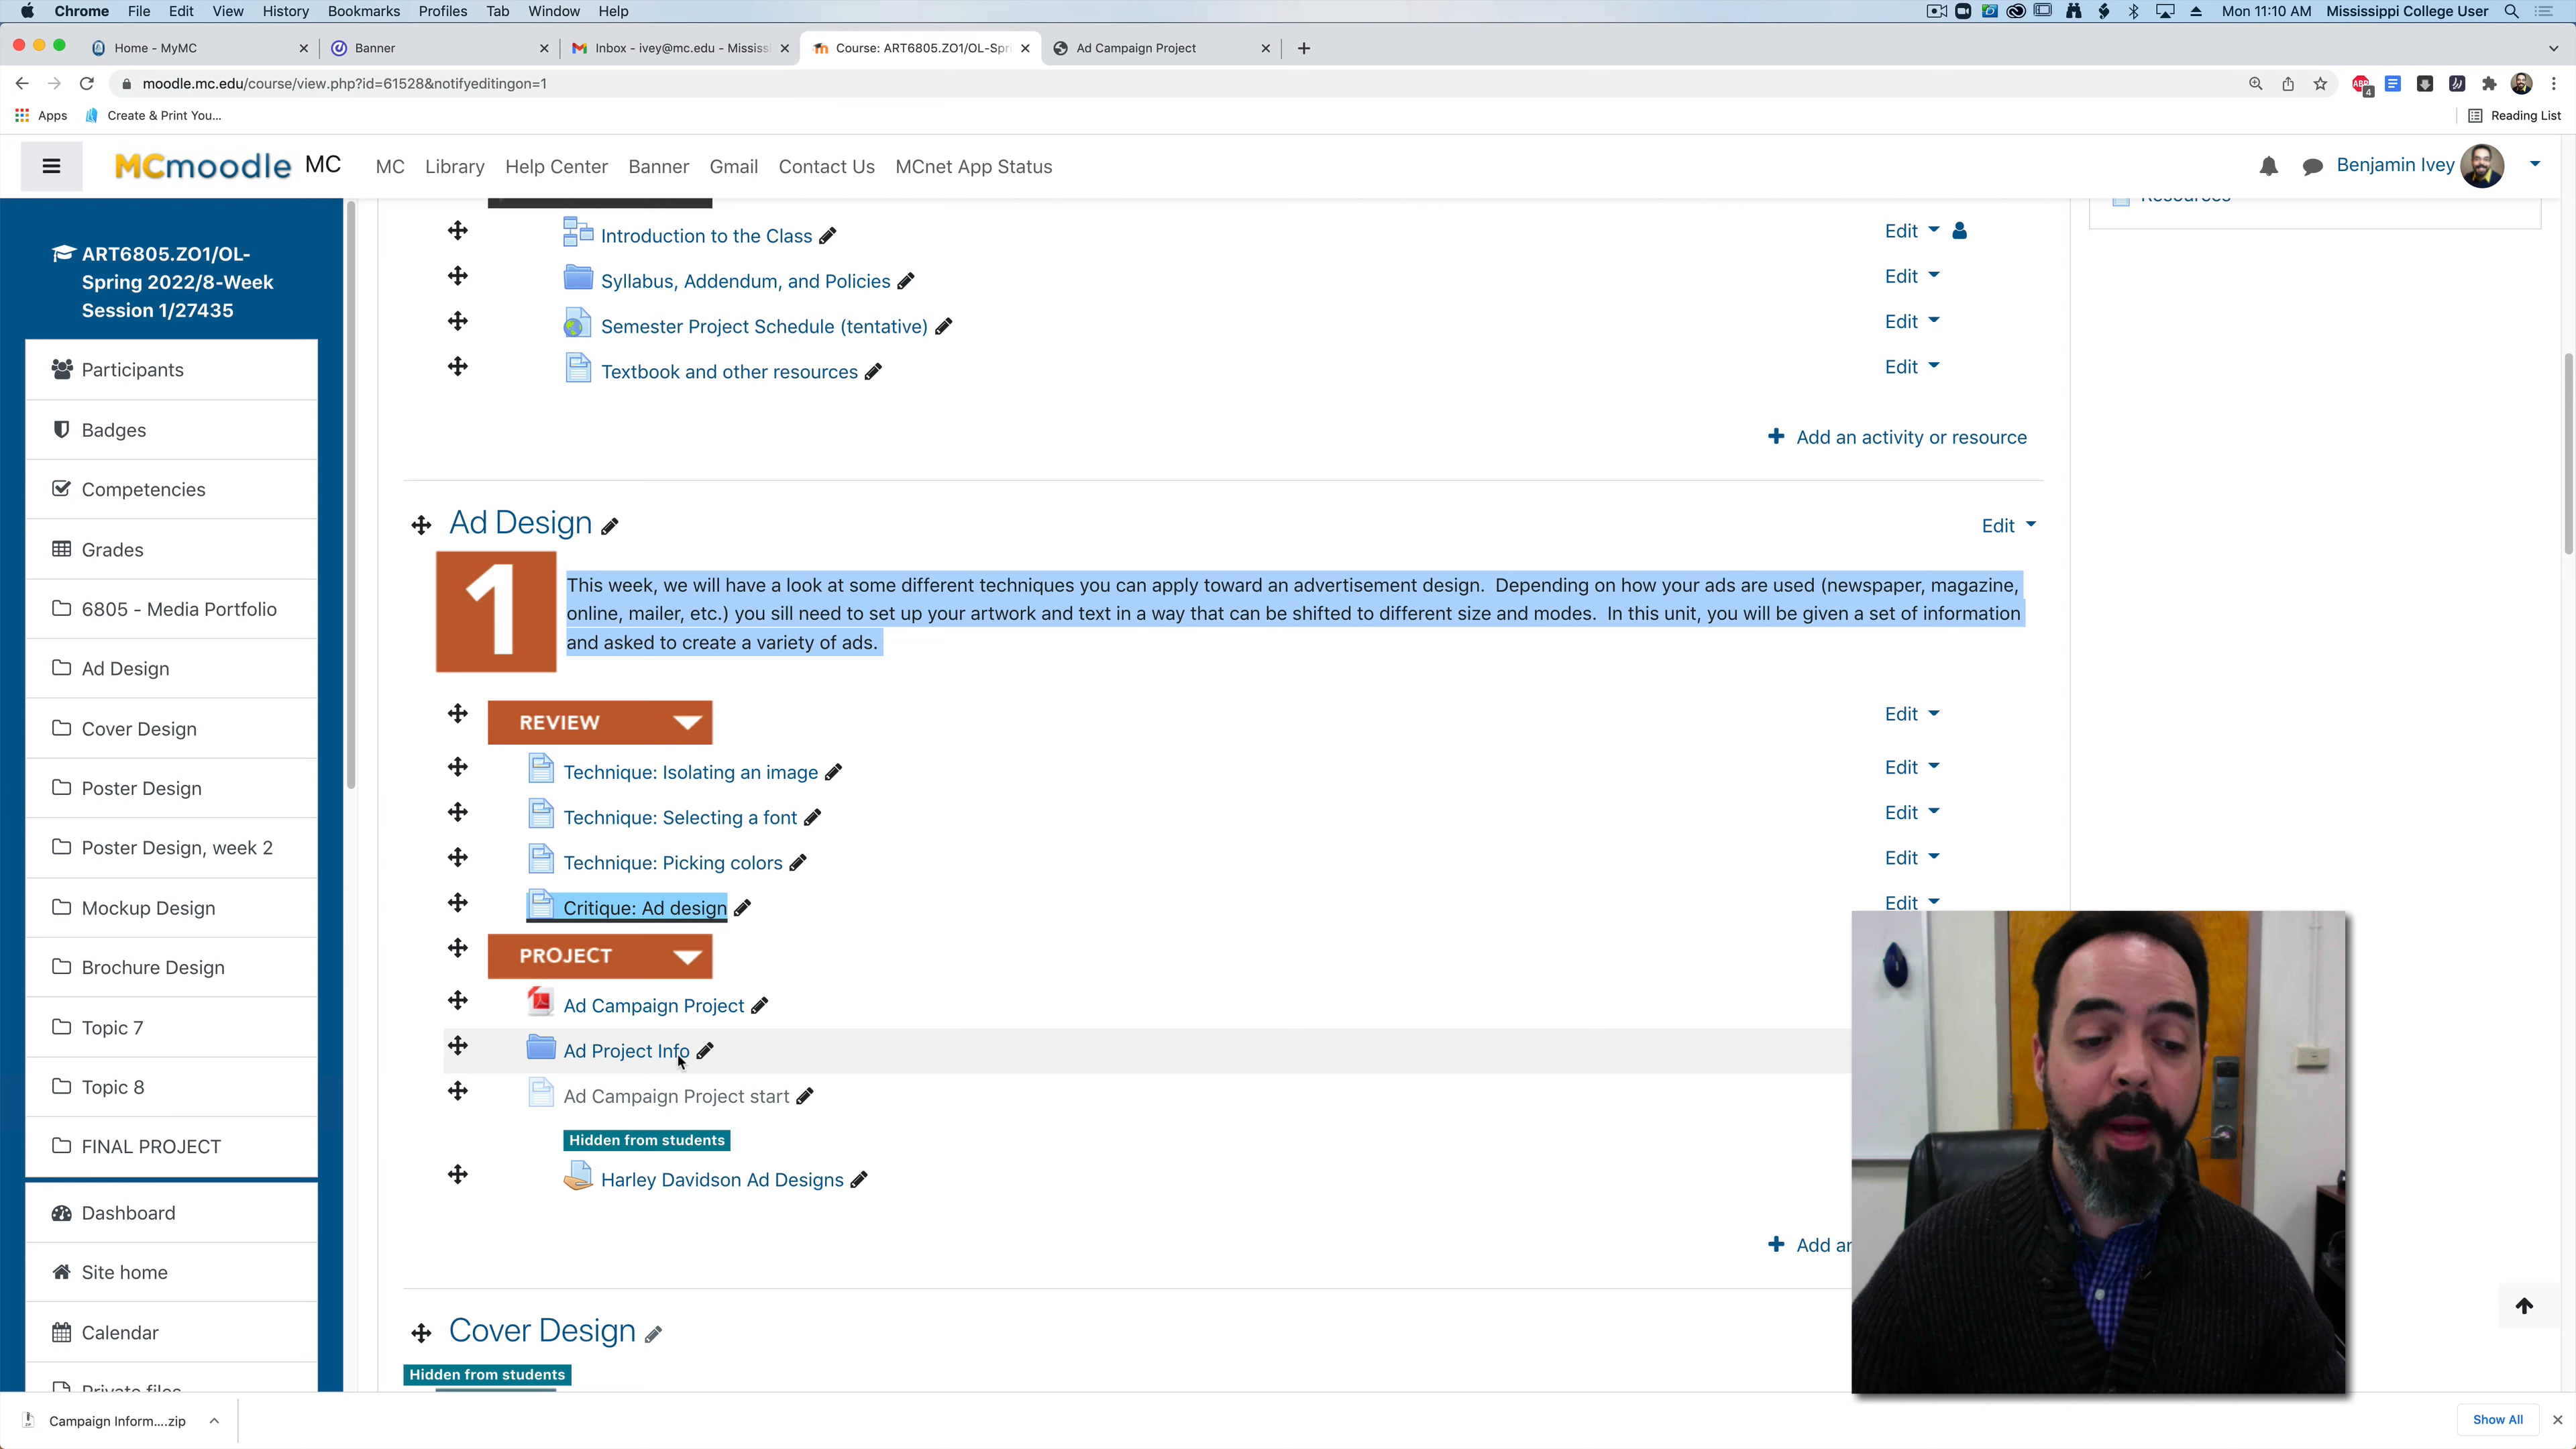 Chrome File Edit View History Bookmarks Profiles Tab Window Help
Mon 11:10 AM Mississippi College User
Home - MyMC
Banner
Inbox - ivey@mc.edu - Mississ
Course: ART6805.ZO1/OL-Spr
Ad Campaign Project
moodle.mc.edu/course/view.php?id=61528&notifyeditingon=1
ABP
4
Apps
Create & Print You...
Reading List
MCmoodle MC MC Library Help Center Banner Gmail Contact Us MCnet App Status
Benjamin Ivey
ART6805.ZO1/OL-
Spring 2022/8-Week
Session 1/27435
Participants
Badges
Competencies
Grades
6805 - Media Portfolio
Ad Design
Cover Design
Poster Design
Poster Design, week 2
Mockup Design
Brochure Design
Topic 7
Topic 8
FINAL PROJECT
Dashboard
Site home
Calendar
Private files
Resources
Introduction to the Class Edit
Syllabus, Addendum, and Policies Edit
Semester Project Schedule (tentative) Edit
Textbook and other resources Edit
Add an activity or resource
Ad Design Edit
1
This week, we will have a look at some different techniques you can apply toward an advertisement design. Depending on how your ads are used (newspaper, magazine,
online, mailer, etc.) you sill need to set up your artwork and text in a way that can be shifted to different size and modes. In this unit, you will be given a set of information
and asked to create a variety of ads.
REVIEW Edit
Technique: Isolating an image Edit
Technique: Selecting a font Edit
Technique: Picking colors Edit
Critique: Ad design Edit
PROJECT
Ad Campaign Project
Ad Project Info
Ad Campaign Project start
Hidden from students
Harley Davidson Ad Designs
Add ar
Cover Design
Hidden from students
Campaign Inform....zip
Show All